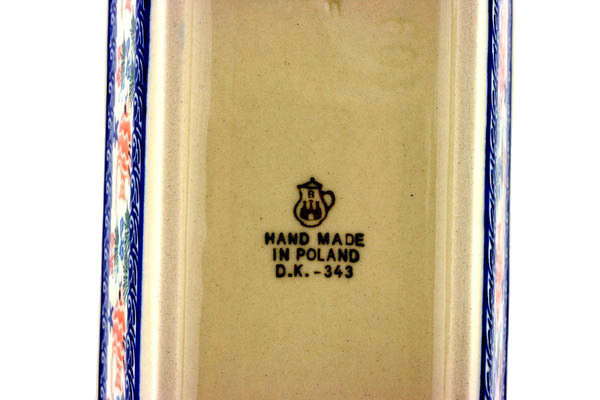 B
HAND MADE
IN POLAND
D.K.-343